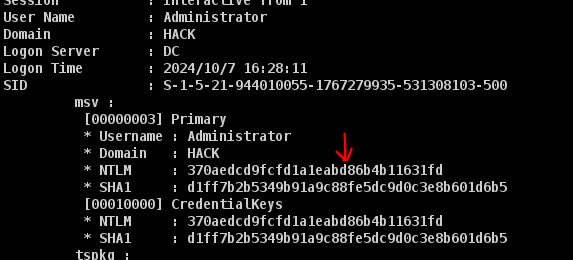 Session : Interactive from 1
User Name : Administrator
Domain : HACK
Logon Server : DC
Logon Time : 2024/10/7 16:28:11
SID : S-1-5-21-944010055-1767279935-531308103-500
msv :
[00000003] Primary
* Username : Administrator
* Domain : HACK
* NTLM : 370aedcd9fcfd1a1eabd86b4b11631fd
* SHA1 : d1ff7b2b5349b91a9c88fe5dc9d0c3e8b601d6b5
[00010000] CredentialKeys
* NTLM : 370aedcd9fcfd1a1eabd86b4b11631fd
* SHA1 : d1ff7b2b5349b91a9c88fe5dc9d0c3e8b601d6b5
tspkg :